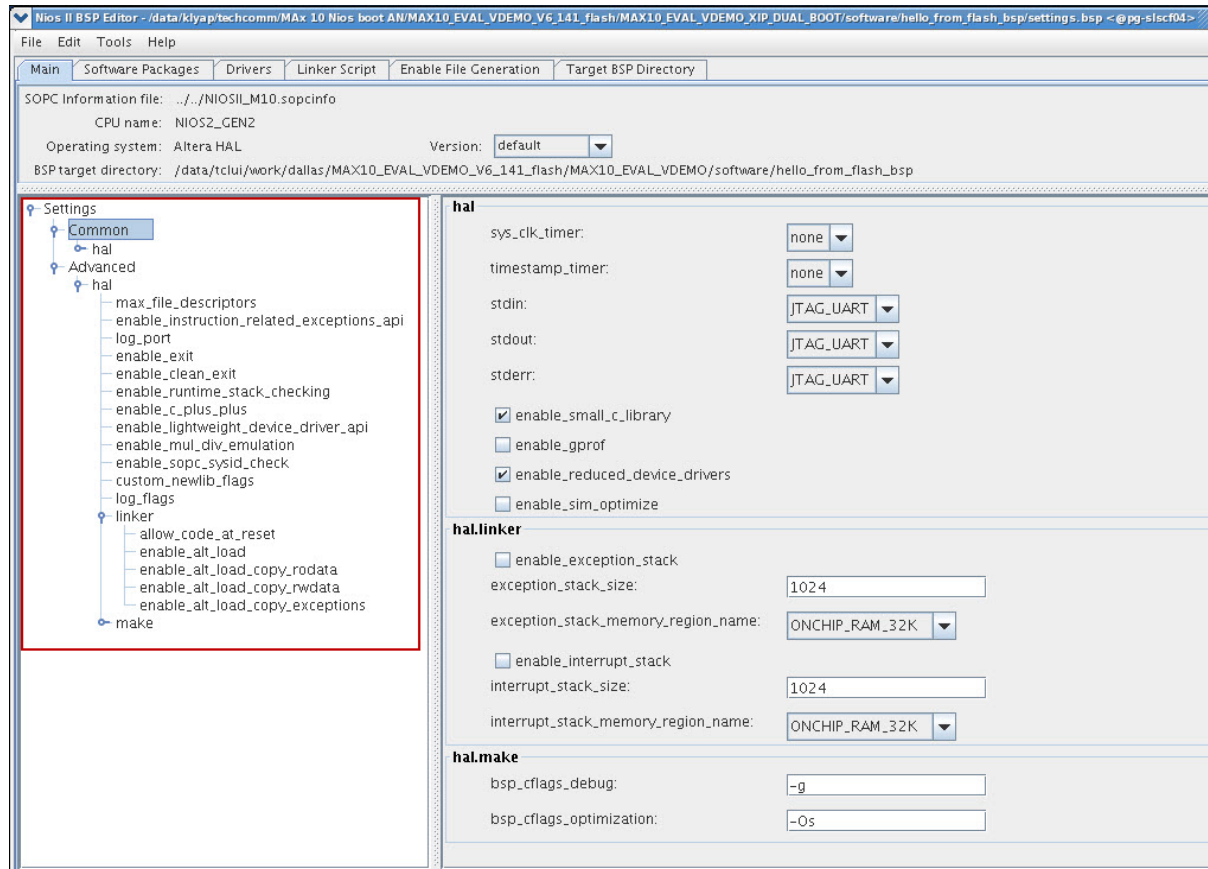 Nios II BSP Editor - /data/klyap/techcomm/MAx 10 Nios boot AN/MAX10_EVAL_VDEMO_V6_141_flash/MAX10_EVAL_VDEMO_XIP_DUAL_BOOT/software/hello_from_flash_bsp/settings.bsp <@pg-slscf04>
File Edit Tools Help
Main Software Packages Drivers Linker Script Enable File Generation Target BSP Directory
SOPC Information file: ../../NIOSII_M10.sopcinfo
CPU name: NIOS2_GEN2
Operating system: Altera HAL Version: default
BSP target directory: /data/tclui/work/dallas/MAX10_EVAL_VDEMO_V6_141_flash/MAX10_EVAL_VDEMO/software/hello_from_flash_bsp
Settings
Common
hal
Advanced
hal
max_file_descriptors
enable_instruction_related_exceptions_api
log_port
enable_exit
enable_clean_exit
enable_runtime_stack_checking
enable_c_plus_plus
enable_lightweight_device_driver_api
enable_mul_div_emulation
enable_sopc_sysid_check
custom_newlib_flags
log_flags
linker
allow_code_at_reset
enable_alt_load
enable_alt_load_copy_rodata
enable_alt_load_copy_rwdata
enable_alt_load_copy_exceptions
make
hal
sys_clk_timer: none
timestamp_timer: none
stdin: JTAG_UART
stdout: JTAG_UART
stderr: JTAG_UART
enable_small_c_library
enable_gprof
enable_reduced_device_drivers
enable_sim_optimize
hal.linker
enable_exception_stack
exception_stack_size: 1024
exception_stack_memory_region_name: ONCHIP_RAM_32K
enable_interrupt_stack
interrupt_stack_size: 1024
interrupt_stack_memory_region_name: ONCHIP_RAM_32K
hal.make
bsp_cflags_debug: -g
bsp_cflags_optimization: -Os